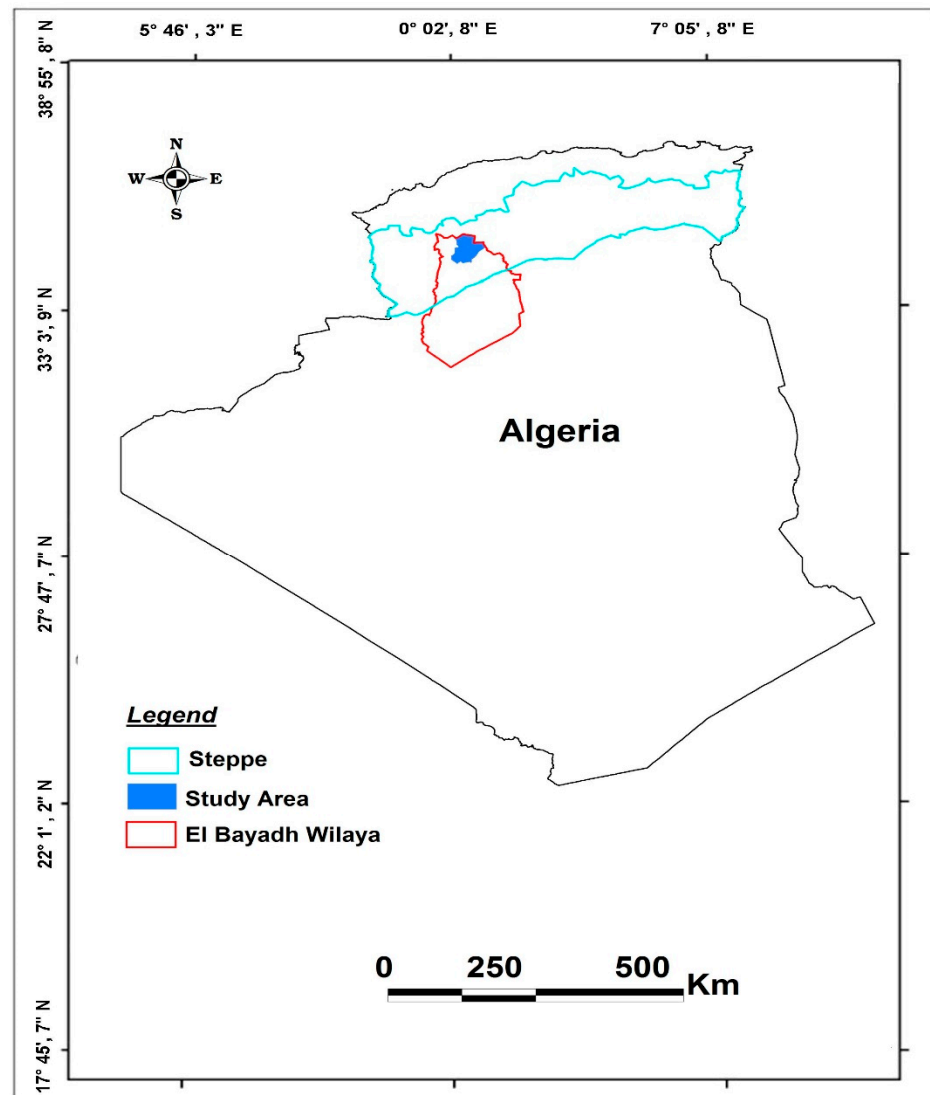 5° 46' , 3'' E 0° 02' , 8'' E 7° 05' , 8'' E
38° 55' , 8'' N
N
W E
S
33° 3' , 9'' N
Algeria
27° 47' , 7'' N
Legend
Steppe
Study Area
El Bayadh Wilaya
22° 1' , 2'' N
0 250 500 Km
17° 45' , 7'' N